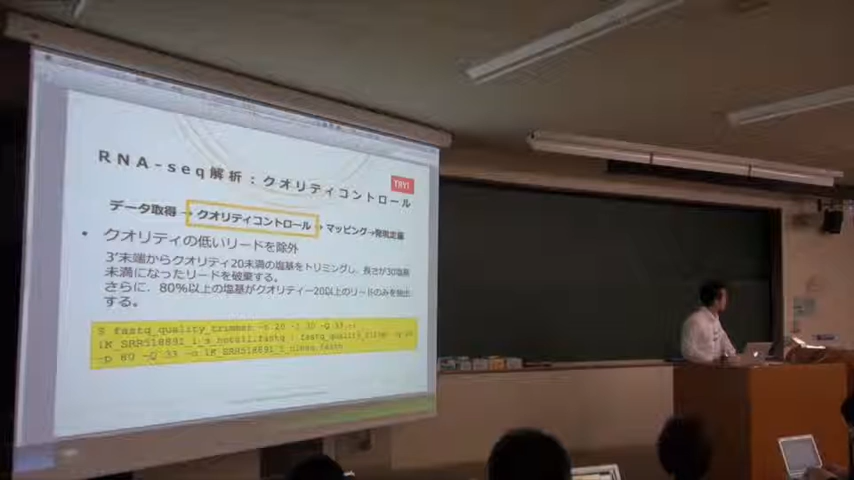 RNA-seq解析：クオリティコントロール
TRY!
データ取得→クオリティコントロール→マッピング→発現定量
• クオリティの低いリードを除外
3'末端からクオリティ20未満の塩基をトリミングし、長さが30塩基
未満になったリードを破棄する。
さらに、80%以上の塩基がクオリティー20以上のリードのみを抽出
する。
$ fastq_quality_trimmer -t 20 -l 30 -Q 33 -i
| fastq_quality_filter -q 20
-p 80 -Q 33 -o